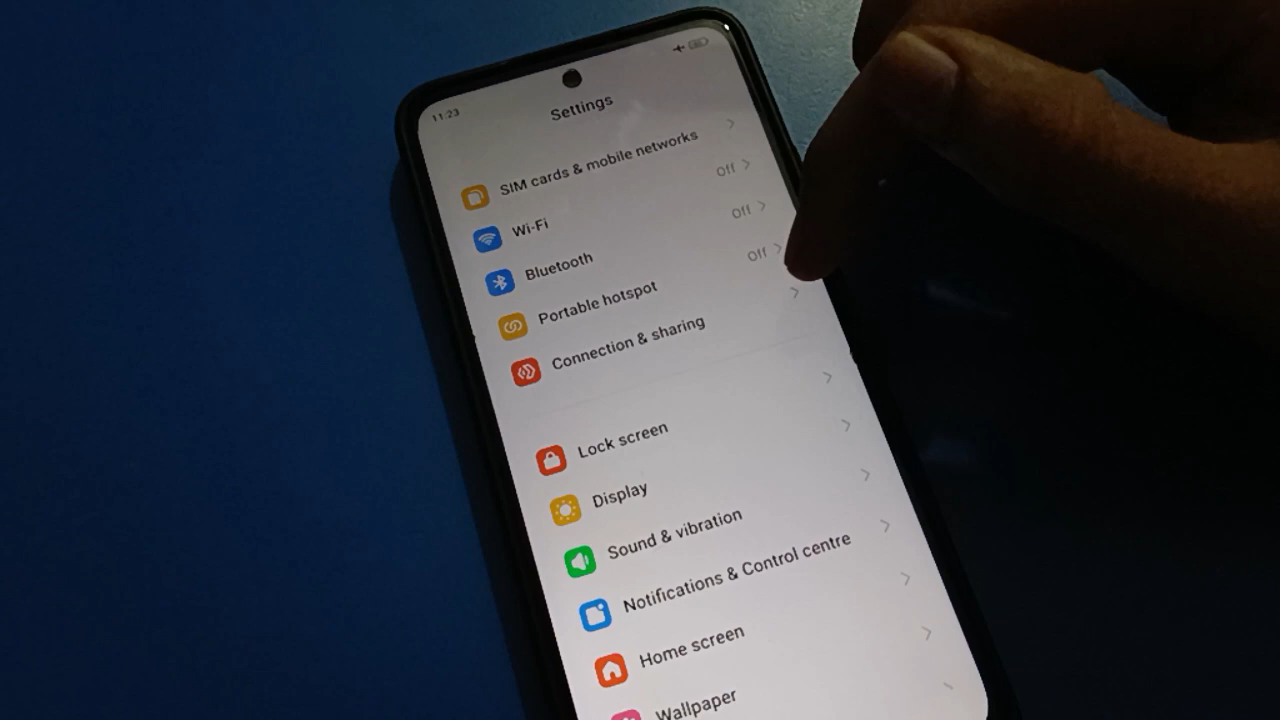 11:23
Settings
SIM cards & mobile networks
Wi-Fi Off
Bluetooth Off
Portable hotspot Off
Connection & sharing
Lock screen
Display
Sound & vibration
Notifications & Control centre
Home screen
Wallpaper